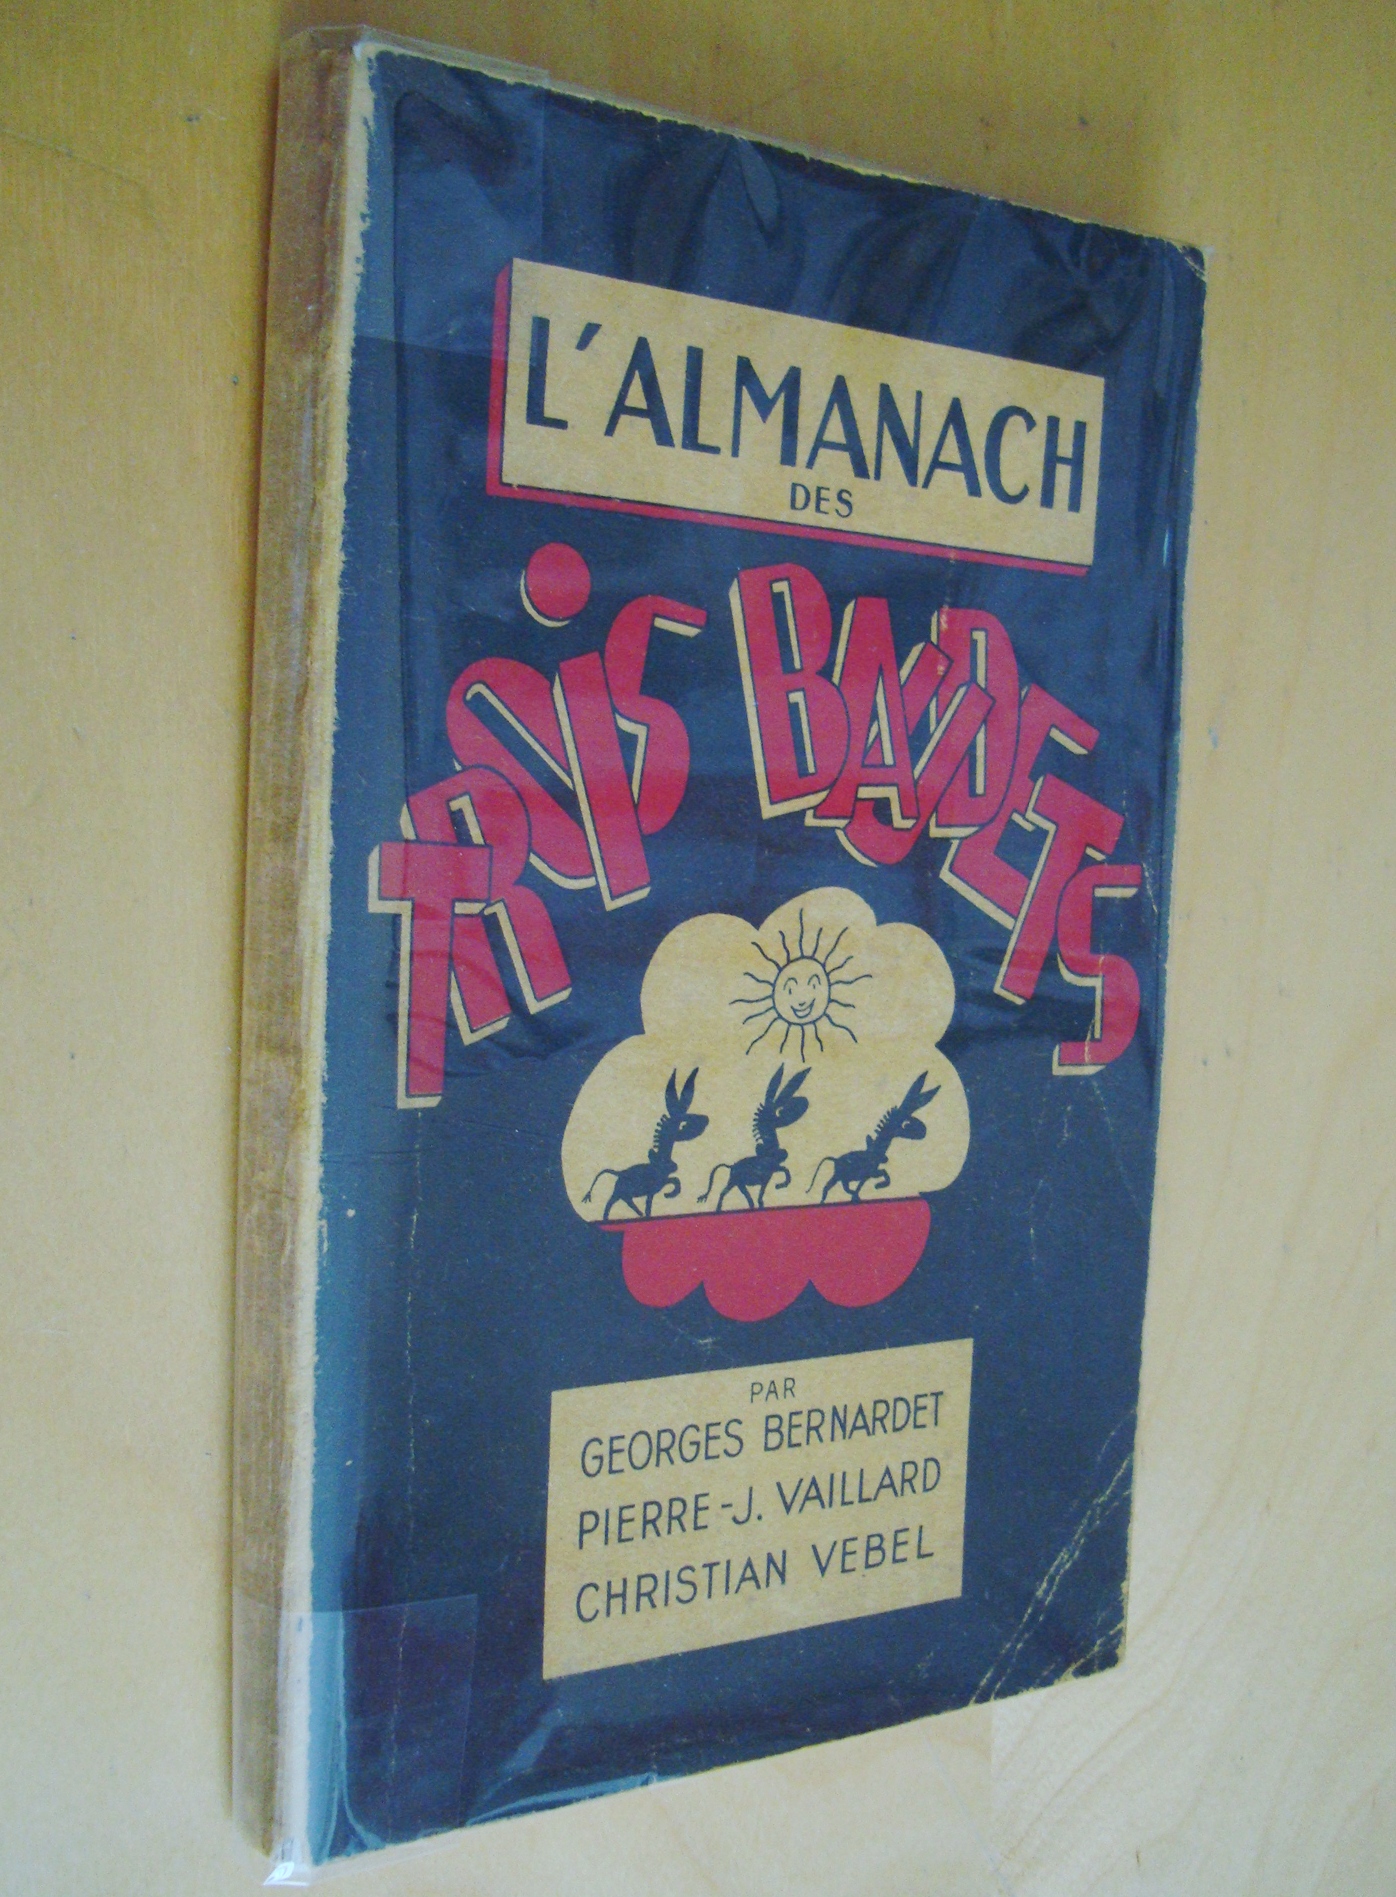 L'ALMANACH
DES
TROiS BAUDETS
PAR
GEORGES BERNARDET
PIERRE-J. VAILLARD
CHRISTIAN VEBEL